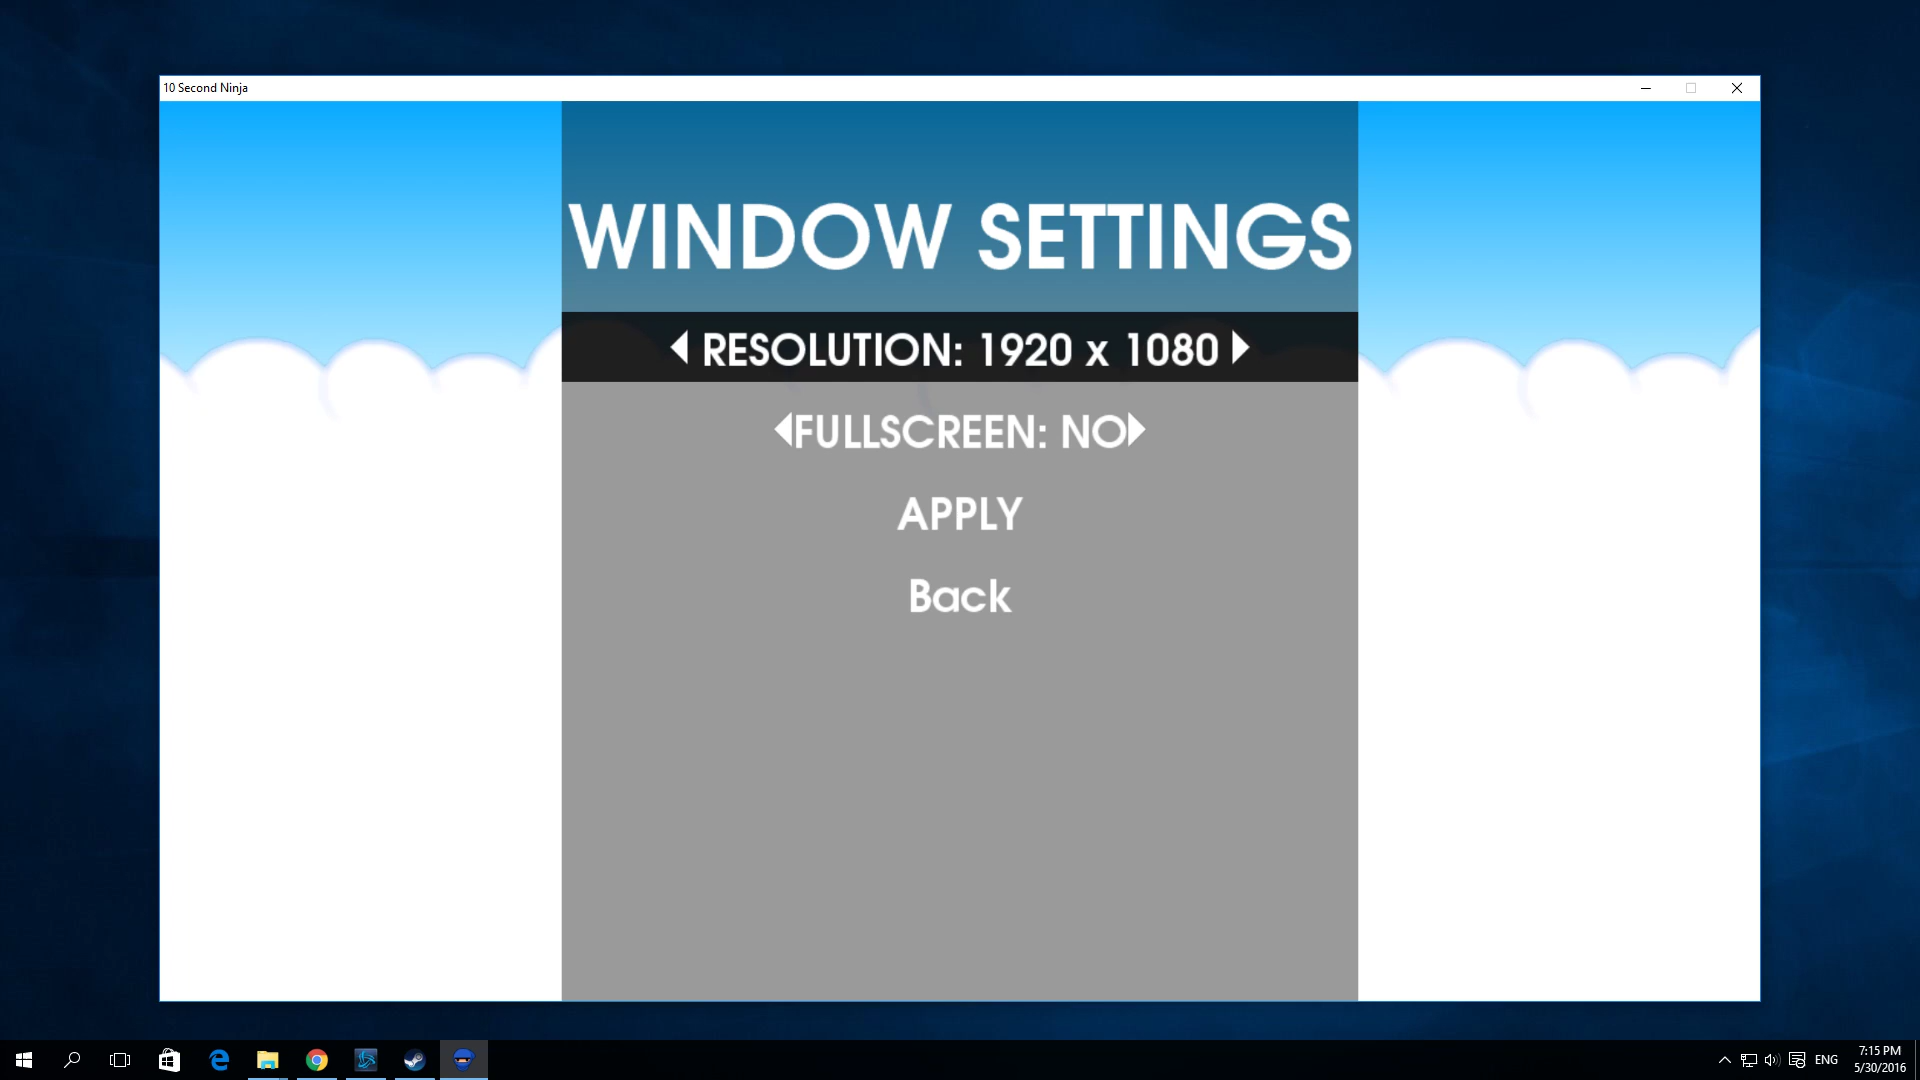 10 Second Ninja
WINDOW SETTINGS
RESOLUTION: 1920 x 1080
FULLSCREEN: NO
APPLY
Back
ENG
7:15 PM
5/30/2016